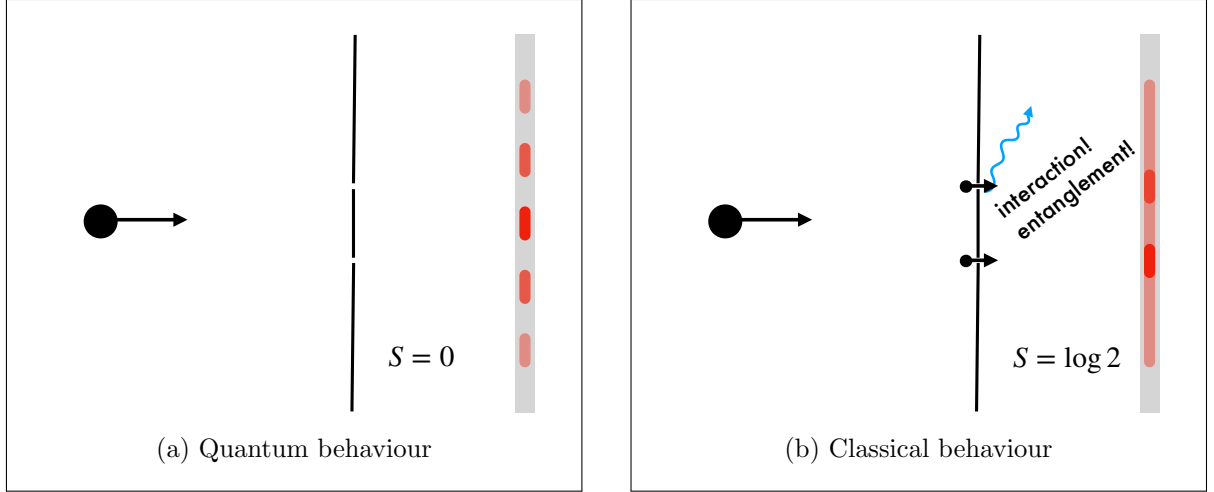 S = 0
(a) Quantum behaviour
interaction!
entanglement!
S = log 2
(b) Classical behaviour